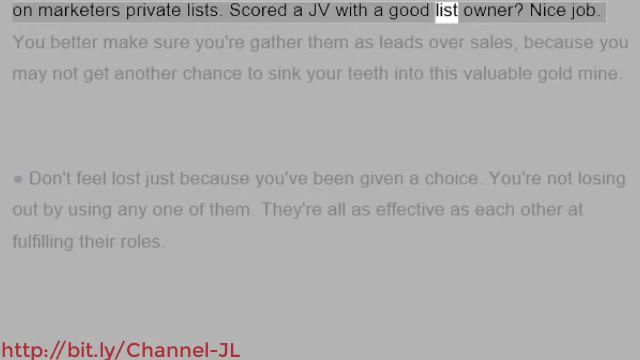 on marketers private lists. Scored a JV with a good list owner? Nice job.
You better make sure you're gather them as leads over sales, because you
may not get another chance to sink your teeth into this valuable gold mine.
● Don't feel lost just because you've been given a choice. You're not losing
out by using any one of them. They're all as effective as each other at
fulfilling their roles.
http://bit.ly/Channel-JL